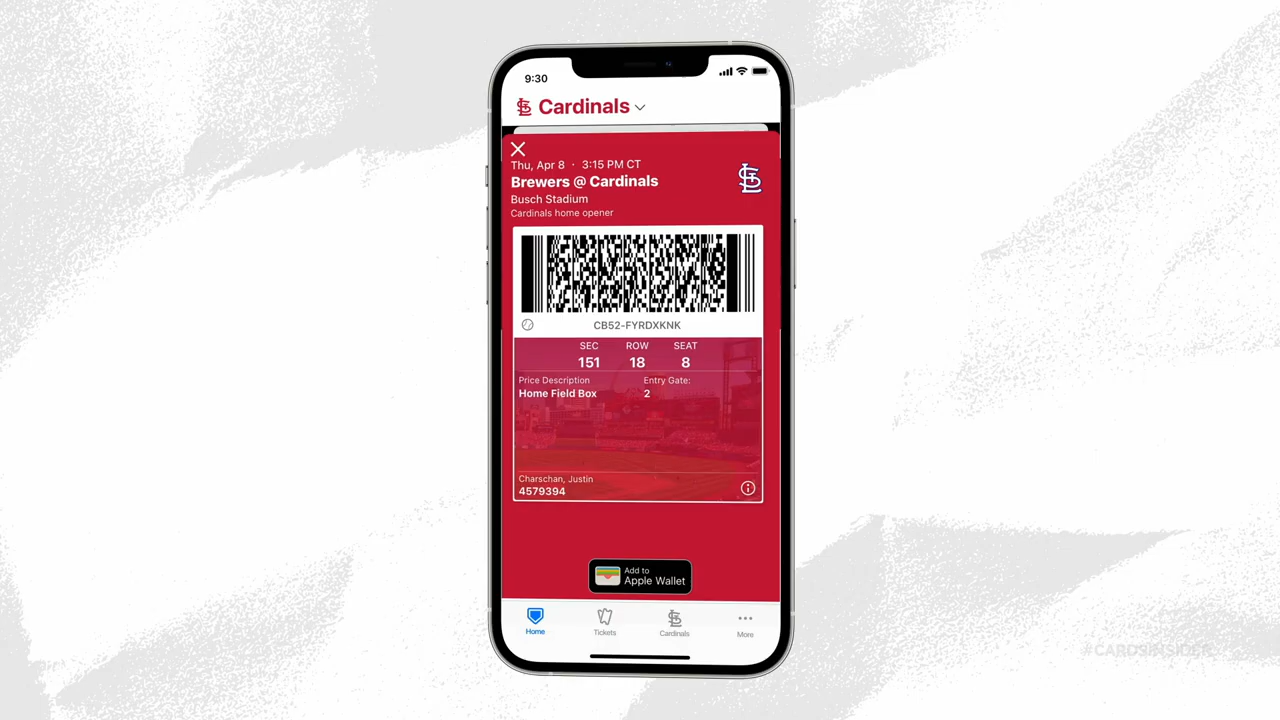 9:30
Cardinals
Thu, Apr 8 · 3:15 PM CT
Brewers @ Cardinals
Busch Stadium
Cardinals home opener
CB52-FYRDXKNK
SEC ROW SEAT
151 18 8
Price Description Entry Gate:
Home Field Box 2
Charschan, Justin
4579394
Add to
Apple Wallet
Home Tickets Cardinals More
#CARDSINSIDER